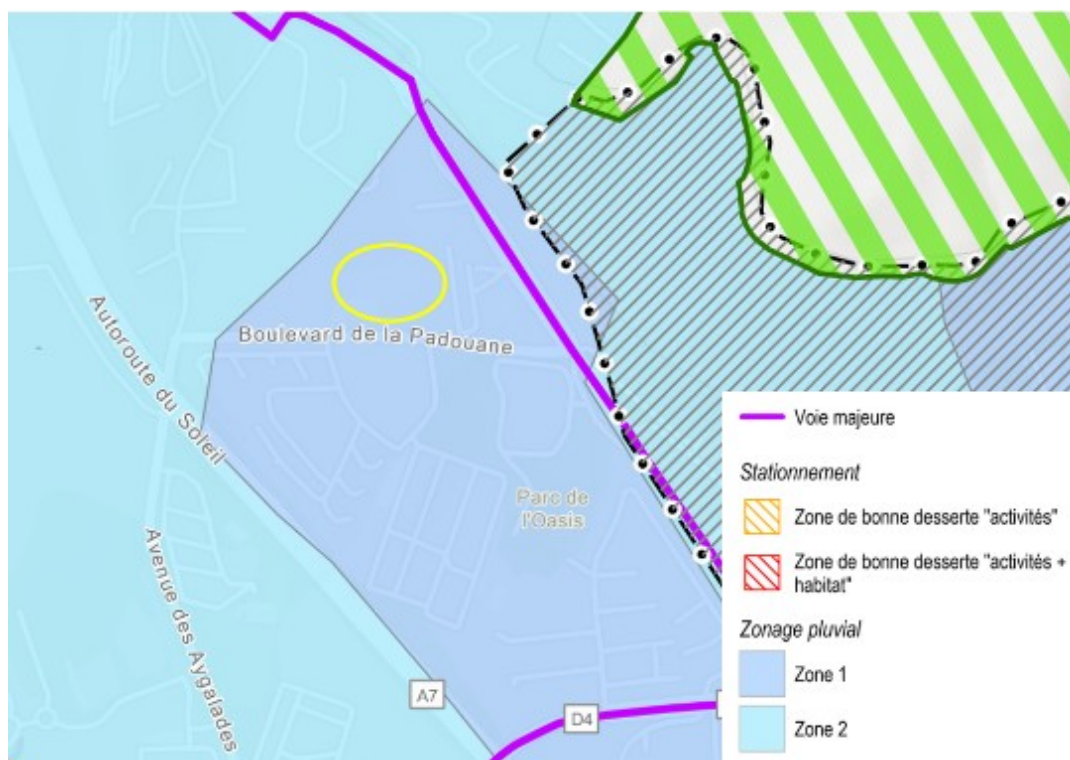 Boulevard de la Padouane
Autoroute du Soleil
Parc de
l'Oasis
Avenue des Aygalades
A7
D4
Voie majeure
Stationnement
Zone de bonne desserte "activités"
Zone de bonne desserte "activités +
habitat"
Zonage pluvial
Zone 1
Zone 2